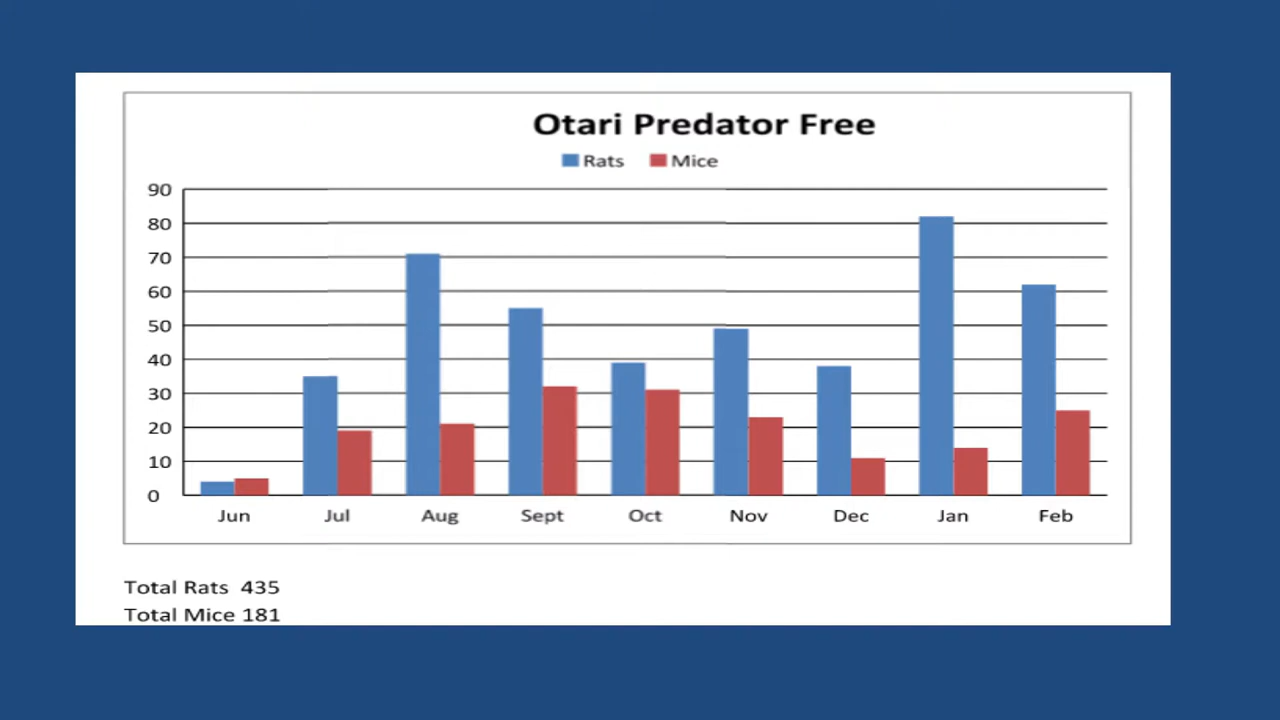 Otari Predator Free
Rats Mice
90
80
70
60
50
40
30
20
10
0
Jun Jul Aug Sept Oct Nov Dec Jan Feb
Total Rats 435
Total Mice 181